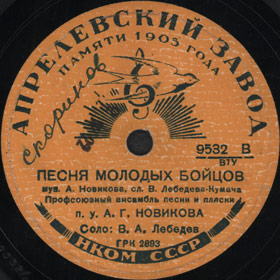 АПРЕЛЕВСКИЙ ЗАВОД
ПАМЯТИ 1905 ГОДА
9532 В
ВТУ
ПЕСНЯ МОЛОДЫХ БОЙЦОВ
муз. А. Новикова, сл. В. Лебедева-Кумача
Профсоюзный ансамбль песни и пляски
п. у. А. Г. НОВИКОВА
Соло: В. А. Лебедев
ГРК 2893
НКОМ СССР